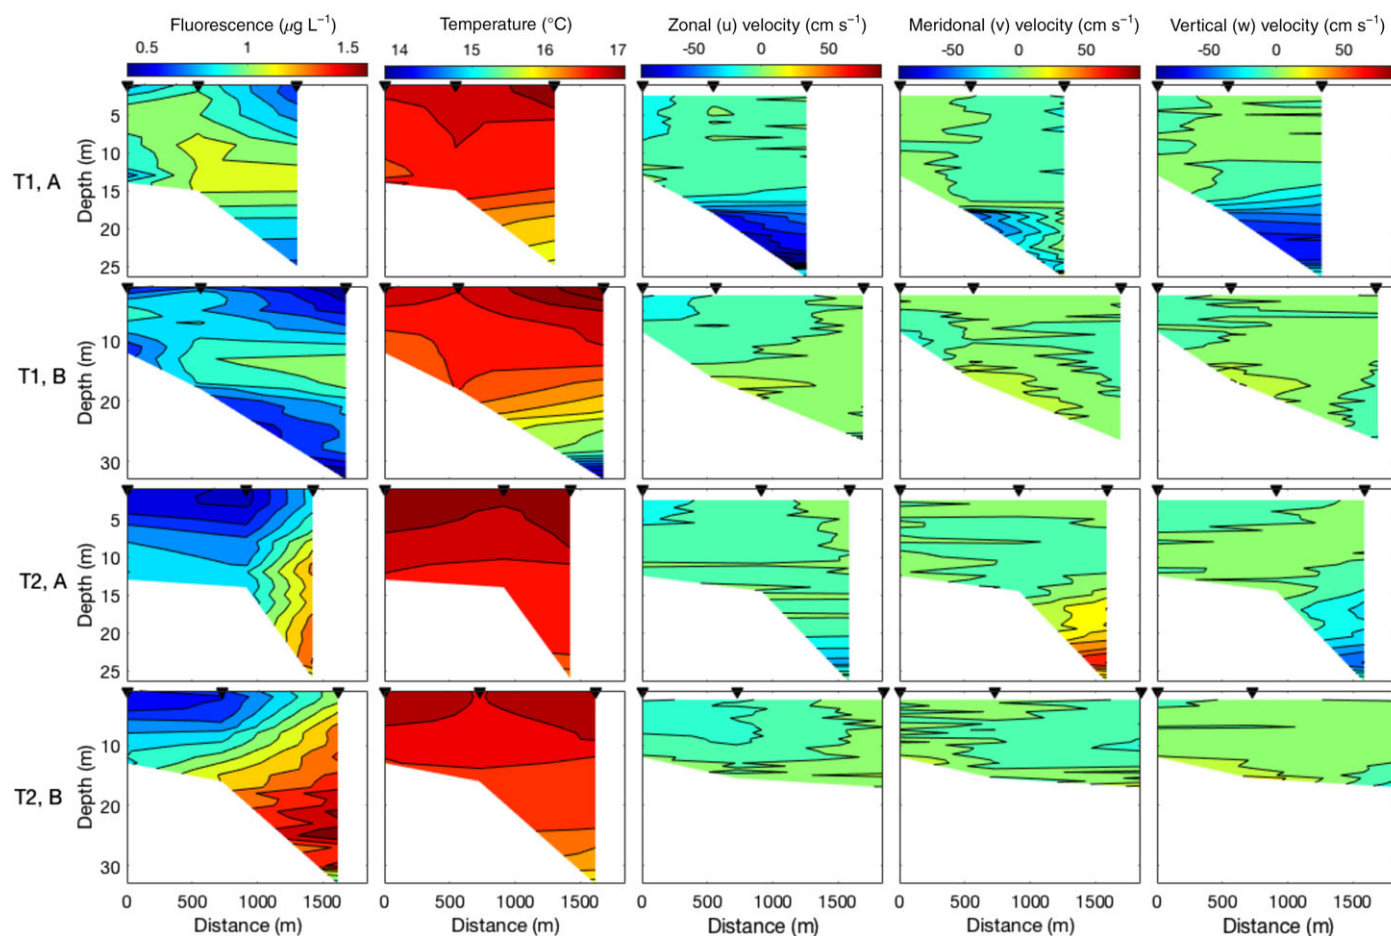 Fluorescence (μg L⁻¹) Temperature (°C) Zonal (u) velocity (cm s⁻¹) Meridonal (v) velocity (cm s⁻¹) Vertical (w) velocity (cm s⁻¹)
0.5 1 1.5 14 15 16 17 -50 0 50 -50 0 50 -50 0 50
T1, A
Depth (m)
5
10
15
20
25
T1, B
Depth (m)
10
20
30
T2, A
Depth (m)
5
10
15
20
25
T2, B
Depth (m)
10
20
30
0 500 1000 1500 0 500 1000 1500 0 500 1000 1500 0 500 1000 1500 0 500 1000 1500
Distance (m) Distance (m) Distance (m) Distance (m) Distance (m)